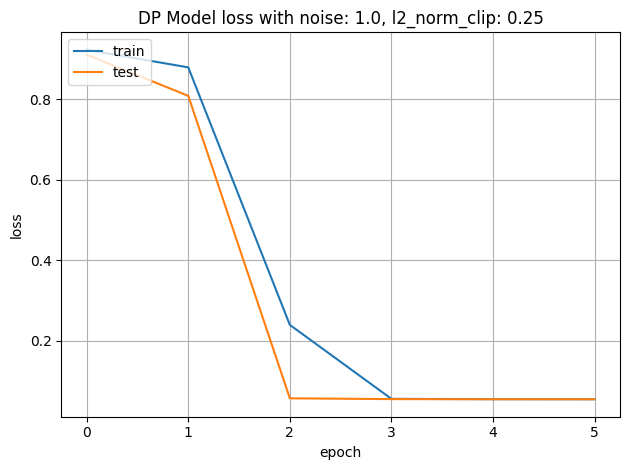 DP Model loss with noise: 1.0, l2_norm_clip: 0.25
train
test
0.8
0.6
0.4
0.2
loss
0 1 2 3 4 5
epoch